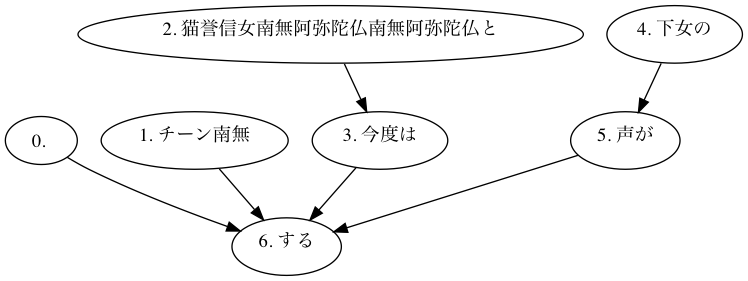 2. 猫誉信女南無阿弥陀仏南無阿弥陀仏と
4. 下女の
0.
1. チーン南無
3. 今度は
5. 声が
6. する